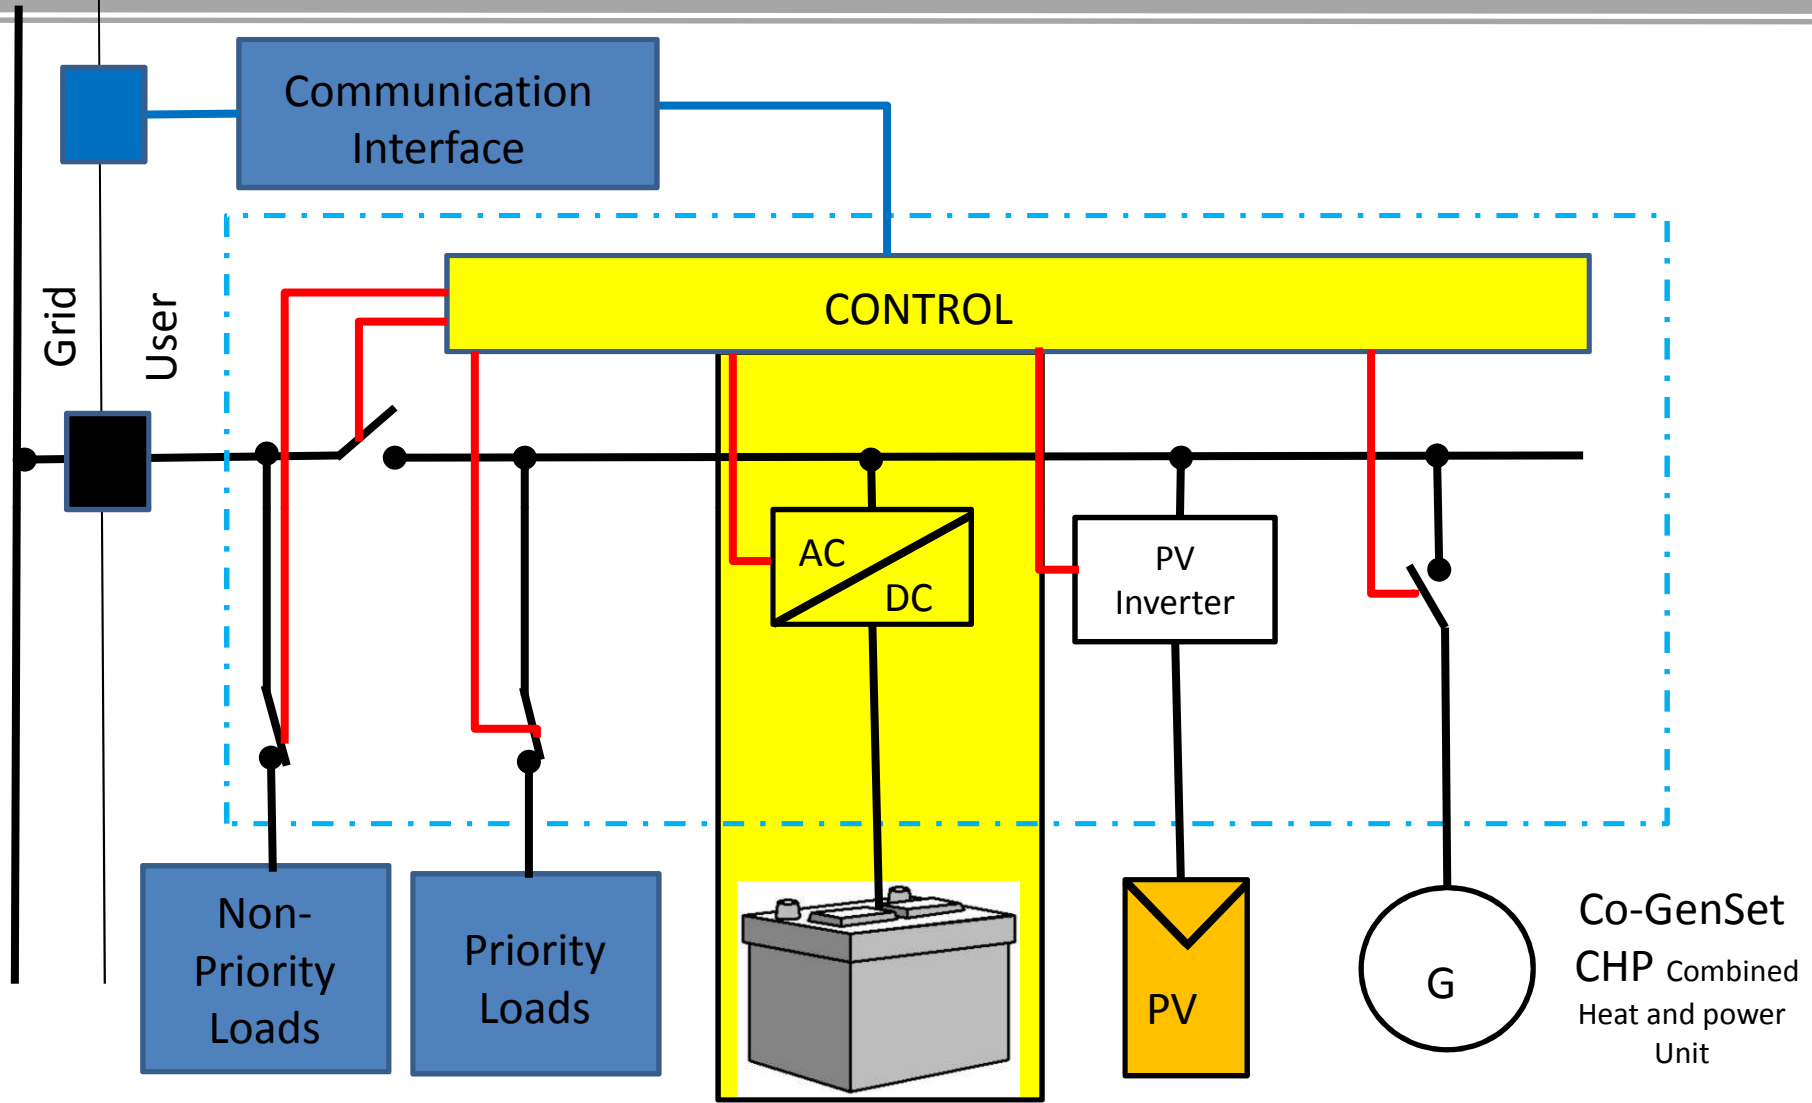 Communication
Interface
Grid
User
CONTROL
AC
DC
PV
Inverter
Non-
Priority
Loads
Priority
Loads
PV
G
Co-GenSet
CHP Combined
Heat and power
Unit